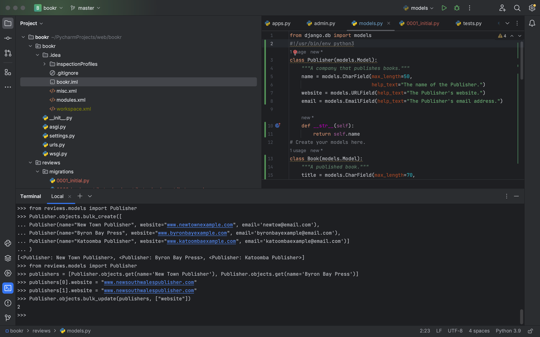 B bookr
master
models
Project
apps.py
admin.py
models.py
0001_initial.py
tests.py
bookr ~/PycharmProjects/web/bookr
bookr
.idea
inspectionProfiles
.gitignore
bookr.iml
misc.xml
modules.xml
workspace.xml
__init__.py
asgi.py
settings.py
urls.py
wsgi.py
reviews
migrations
0001_initial.py
1 from django.db import models
4
2 #!/usr/bin/env python3
1 usage new *
3 class Publisher(models.Model):
4 """A company that published books."""
5 name = models.CharField(max_length=50,
6 help_text="The name of the Publisher.")
7 website = models.URLField(help_text="The Publisher's website.")
8 email = models.EmailField(help_text="The Publisher's email address.")
9
new *
10 def __str__(self):
11 return self.name
12 # Create your models here.
1 usage new *
13 class Book(models.Model):
14 """A published book."""
15 title = models.CharField(max_length=70,
Terminal Local
>>> from reviews.models import Publisher
>>> Publisher.objects.bulk_create([
... Publisher(name="New Town Publisher", website="www.newtownexample.com", email='newtow@email.com'),
... Publisher(name="Byron Bay Press", website="www.byronbayexample.com", email='byronbayexample@email.com'),
... Publisher(name="Katoomba Publisher", website="www.katoombaexample.com", email='katoombaexample@email.com')]
... )
[<Publisher: New Town Publisher>, <Publisher: Byron Bay Press>, <Publisher: Katoomba Publisher>]
>>> from reviews.models import Publisher
>>> publishers = [Publisher.objects.get(name='New Town Publisher'), Publisher.objects.get(name='Byron Bay Press')]
>>> publishers[0].website = "www.newsouthwalespublisher.com"
>>> publishers[1].website = "www.newsouthwalespublisher.com"
>>> Publisher.objects.bulk_update(publishers, ["website"])
2
>>>
bookr > reviews > models.py
2:23 LF UTF-8 4 spaces Python 3.9